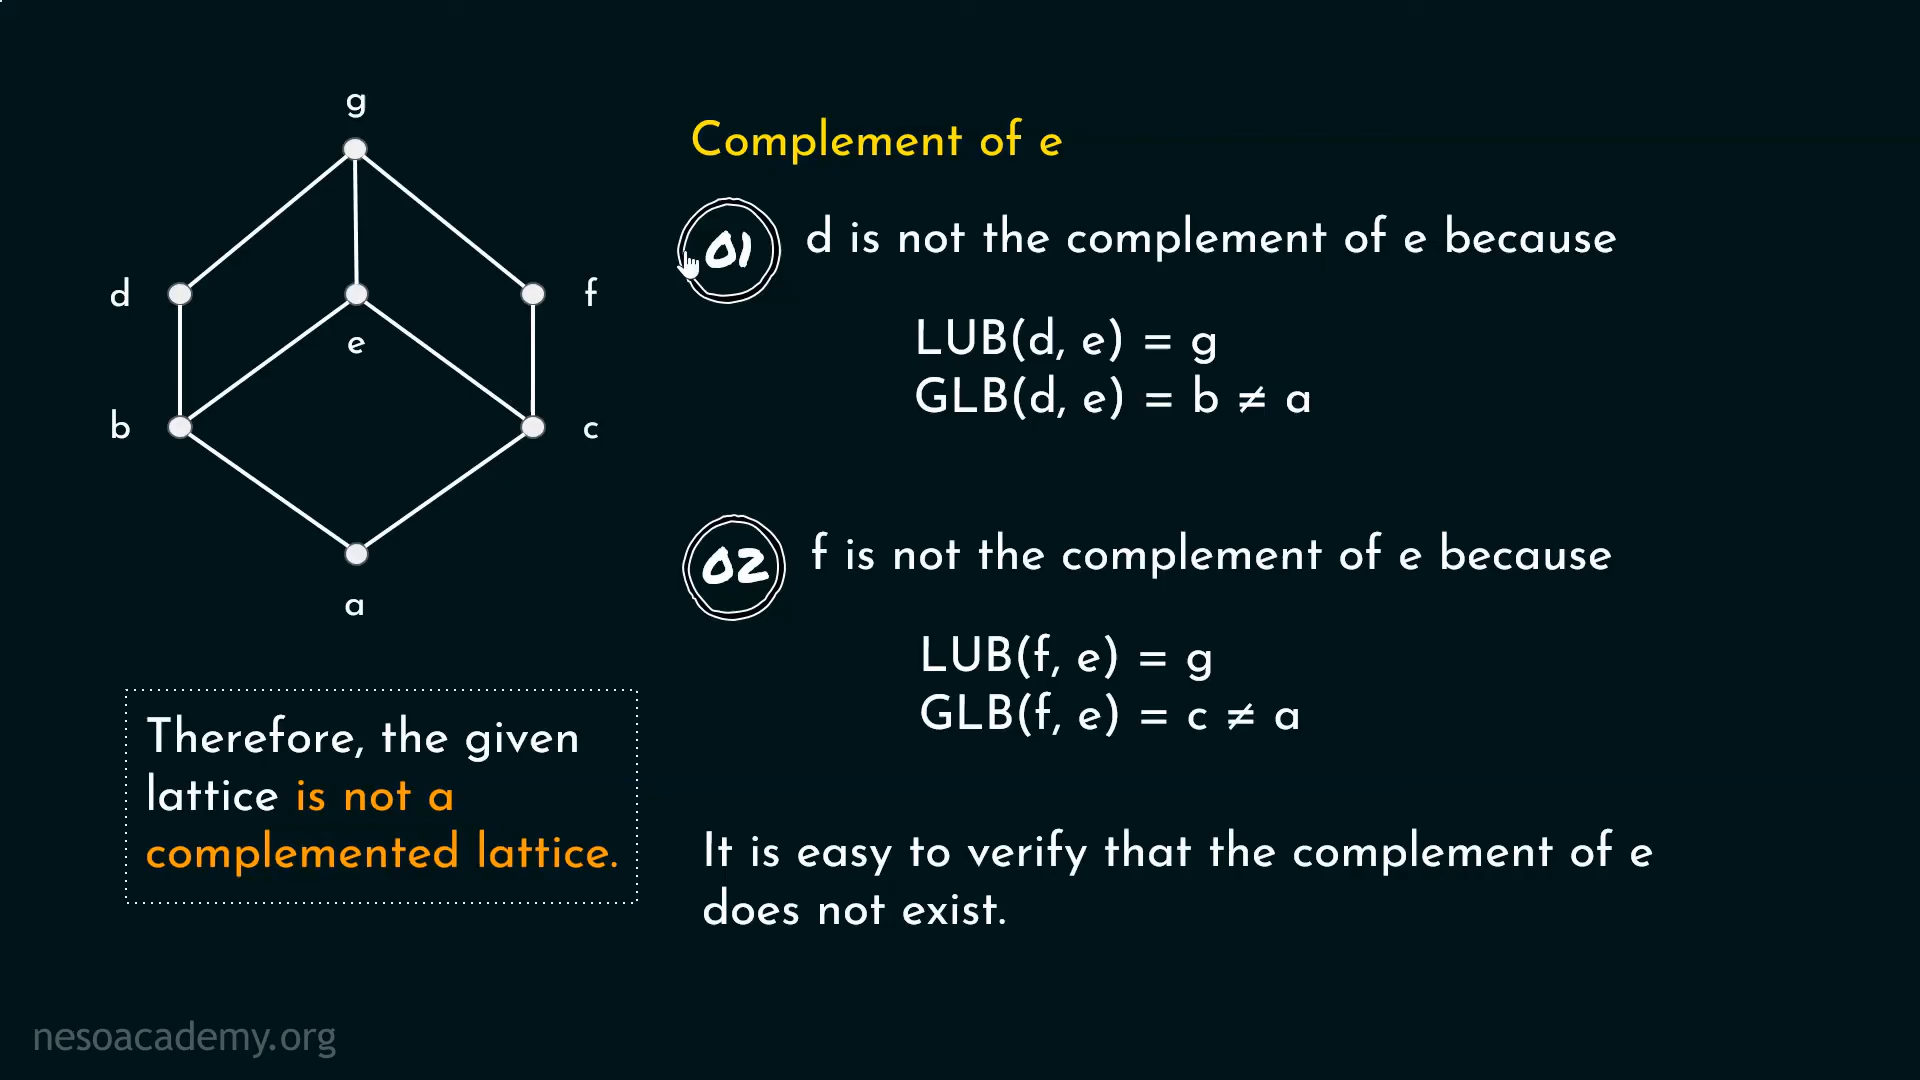 g
d
f
e
b
c
a
Therefore, the given
lattice is not a
complemented lattice.
Complement of e
01 d is not the complement of e because
LUB(d, e) = g
GLB(d, e) = b ≠ a
02 f is not the complement of e because
LUB(f, e) = g
GLB(f, e) = c ≠ a
It is easy to verify that the complement of e
does not exist.
nesoacademy.org